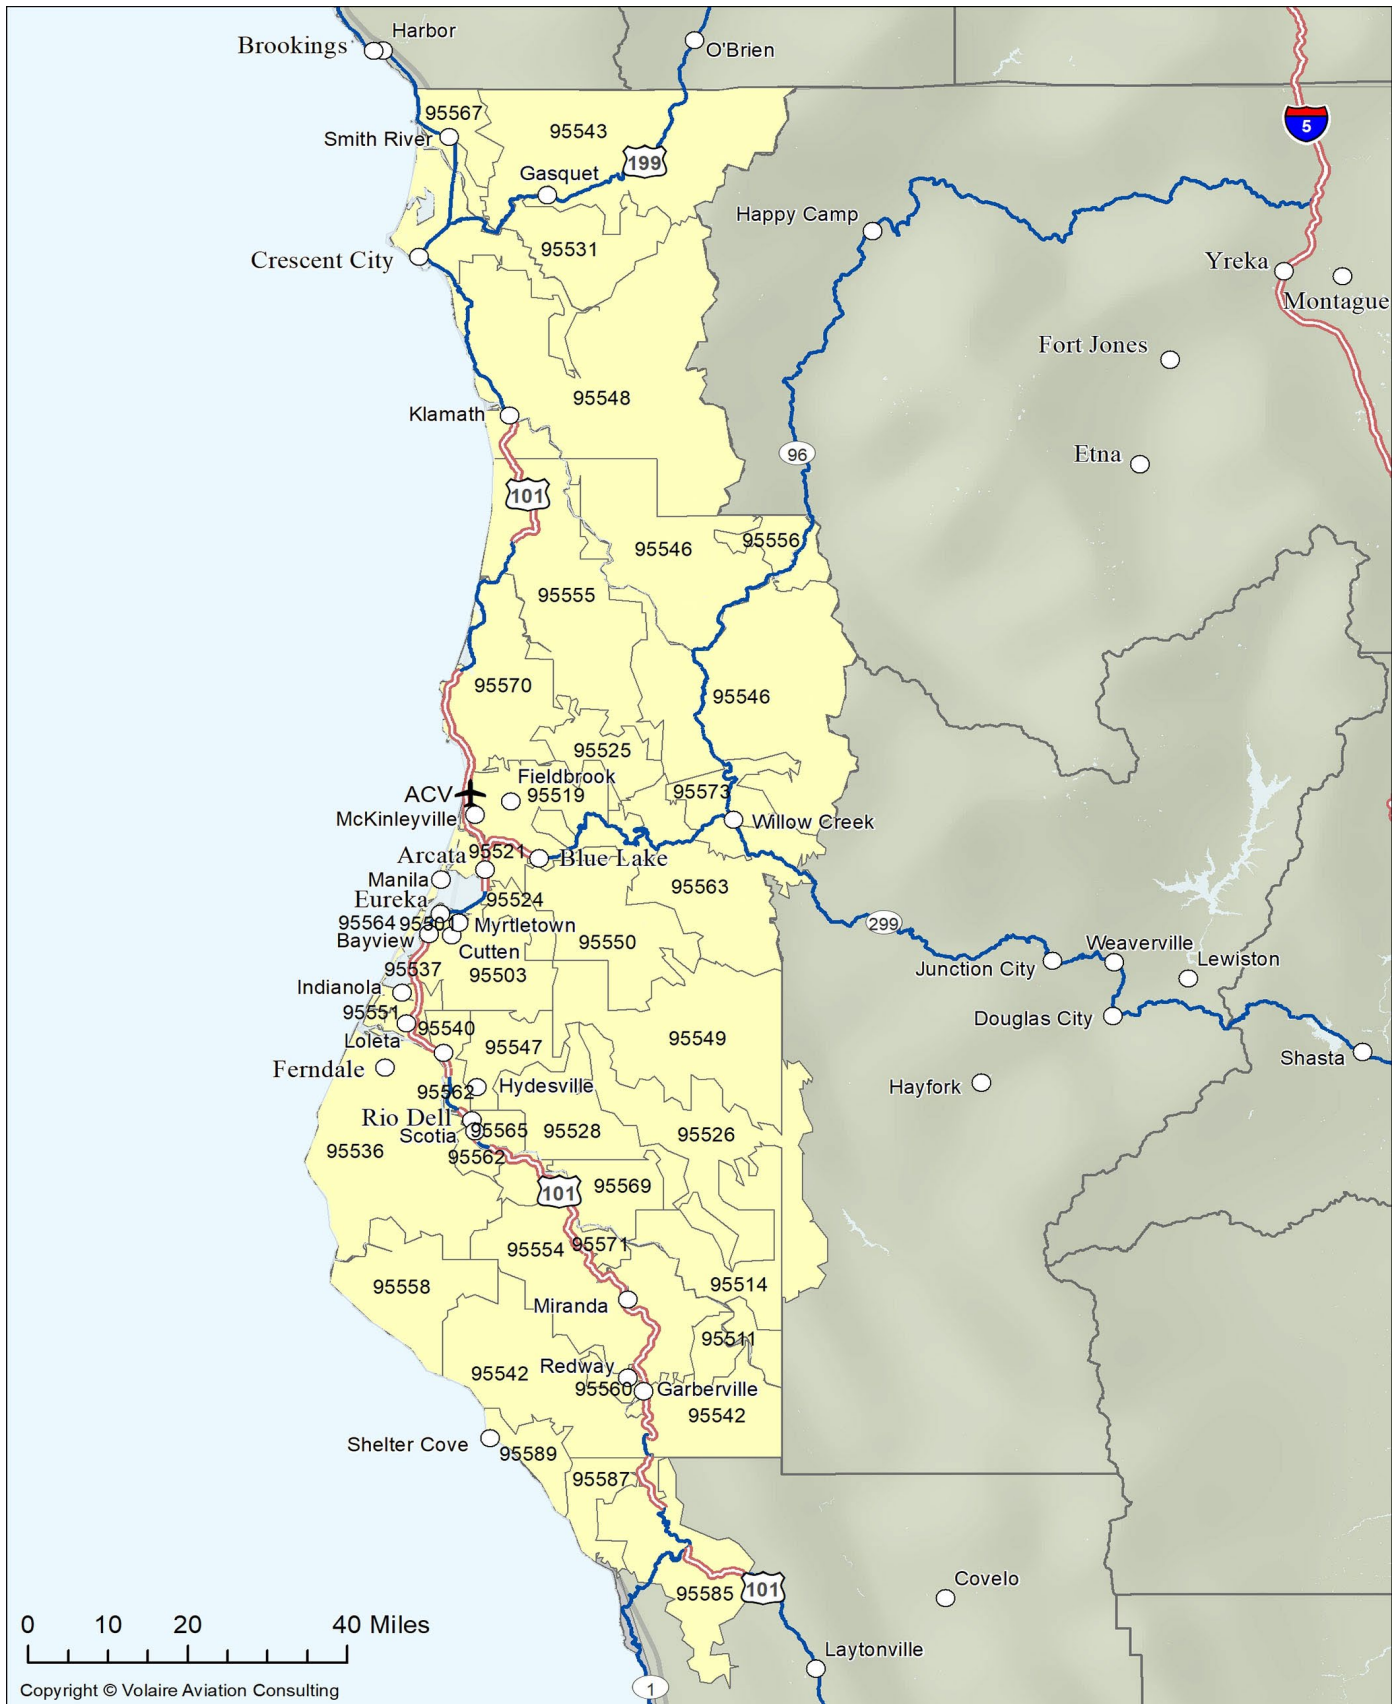 Harbor
Brookings
O'Brien
95567
95543
5
Smith River
199
Gasquet
Happy Camp
95531
Crescent City
Yreka
Montague
Fort Jones
95548
Klamath
96
Etna
101
95546
95556
95555
95570
95546
95525
Fieldbrook
ACV
95519
95573
McKinleyville
Willow Creek
Arcata
95521
Blue Lake
Manila
95563
Eureka
95524
95564
95501
Myrtletown
299
Bayview
95550
Cutten
Weaverville
95537
95503
Junction City
Lewiston
Indianola
95551
95540
Douglas City
Loleta
95547
95549
Shasta
Ferndale
Hydesville
Hayfork
95562
Rio Dell
95565
95528
95526
Scotia
95536
95562
101
95569
95554
95571
95558
95514
Miranda
95511
Redway
95542
95560
Garberville
95542
Shelter Cove
95589
95587
95585
101
Covelo
0 10 20 40 Miles
Laytonville
Copyright © Volaire Aviation Consulting
1